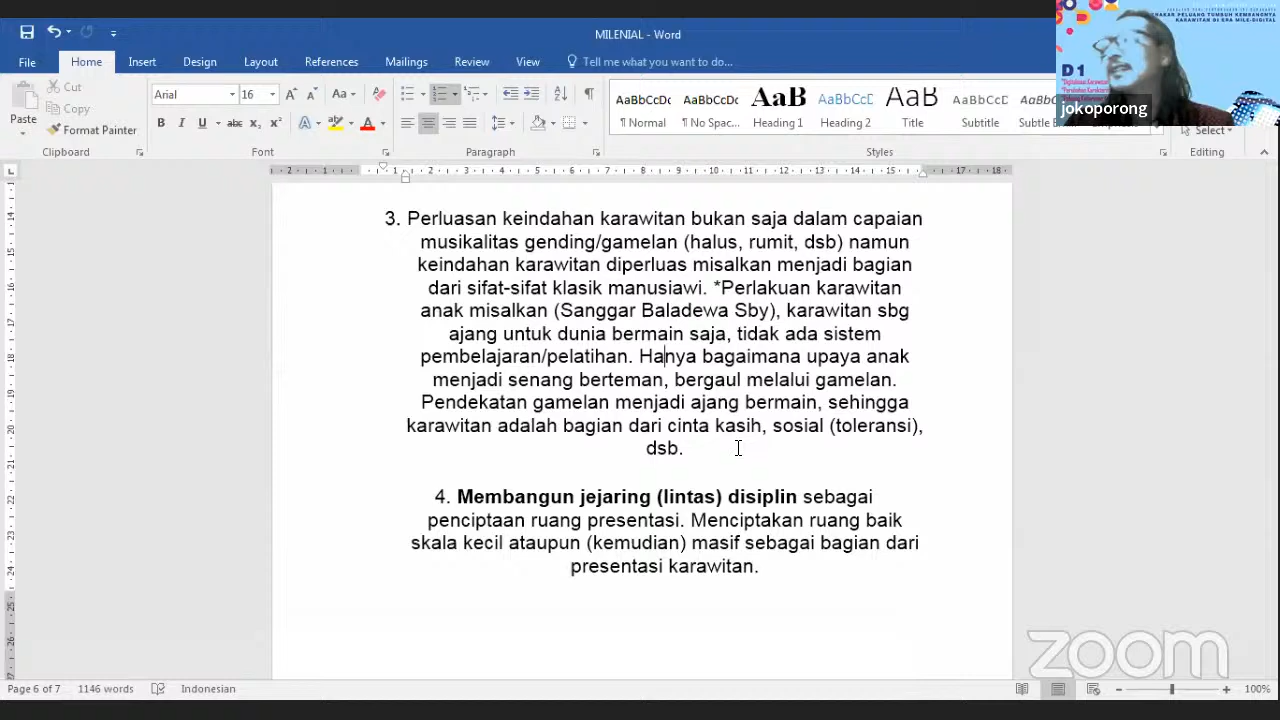 MILENIAL - Word
File Home Insert Design Layout References Mailings Review View Tell me what you want to do...
Cut
Copy
Format Painter
Paste
Clipboard
Arial 16
Font
Paragraph
AaBbCcDc AaBbCcDc AaB AaBbCcC AaB AaBbCcD
¶ Normal ¶ No Spac... Heading 1 Heading 2 Title Subtitle
Styles
Select
Editing
D 1
KARAWITAN DI ERA MILE-DIGITAL
jokoporong
3. Perluasan keindahan karawitan bukan saja dalam capaian
musikalitas gending/gamelan (halus, rumit, dsb) namun
keindahan karawitan diperluas misalkan menjadi bagian
dari sifat-sifat klasik manusiawi. *Perlakuan karawitan
anak misalkan (Sanggar Baladewa Sby), karawitan sbg
ajang untuk dunia bermain saja, tidak ada sistem
pembelajaran/pelatihan. Hanya bagaimana upaya anak
menjadi senang berteman, bergaul melalui gamelan.
Pendekatan gamelan menjadi ajang bermain, sehingga
karawitan adalah bagian dari cinta kasih, sosial (toleransi),
dsb.
4. Membangun jejaring (lintas) disiplin sebagai
penciptaan ruang presentasi. Menciptakan ruang baik
skala kecil ataupun (kemudian) masif sebagai bagian dari
presentasi karawitan.
zoom
Page 6 of 7 1146 words Indonesian 100%